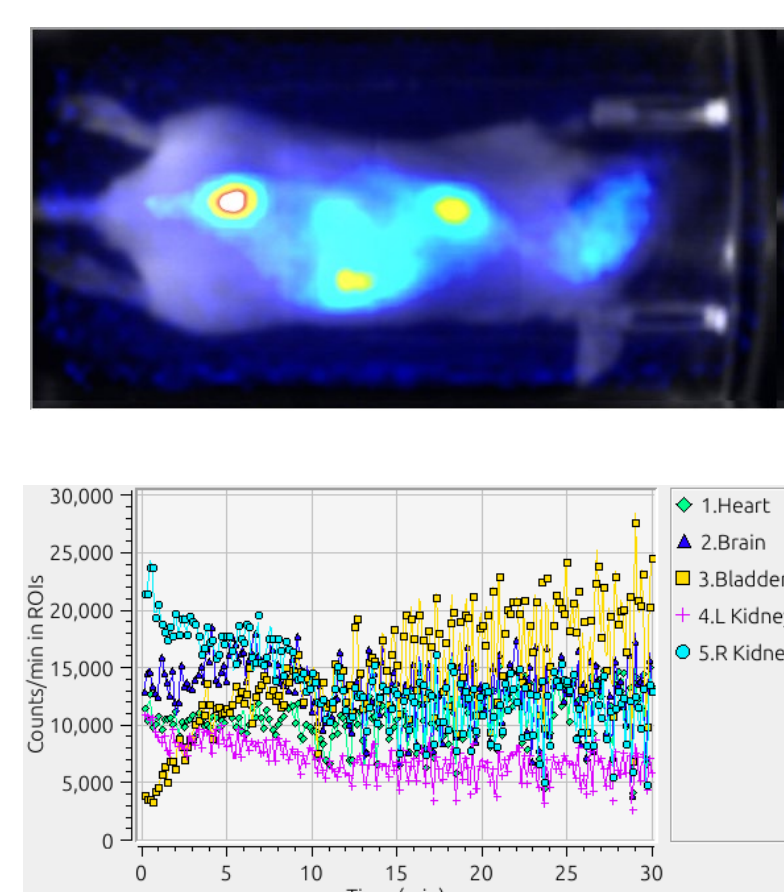 30,000
25,000
20,000
15,000
10,000
5,000
0
Counts/min in ROIs
0 5 10 15 20 25 30
1.Heart
2.Brain
3.Bladder
4.L Kidne
5.R Kidne